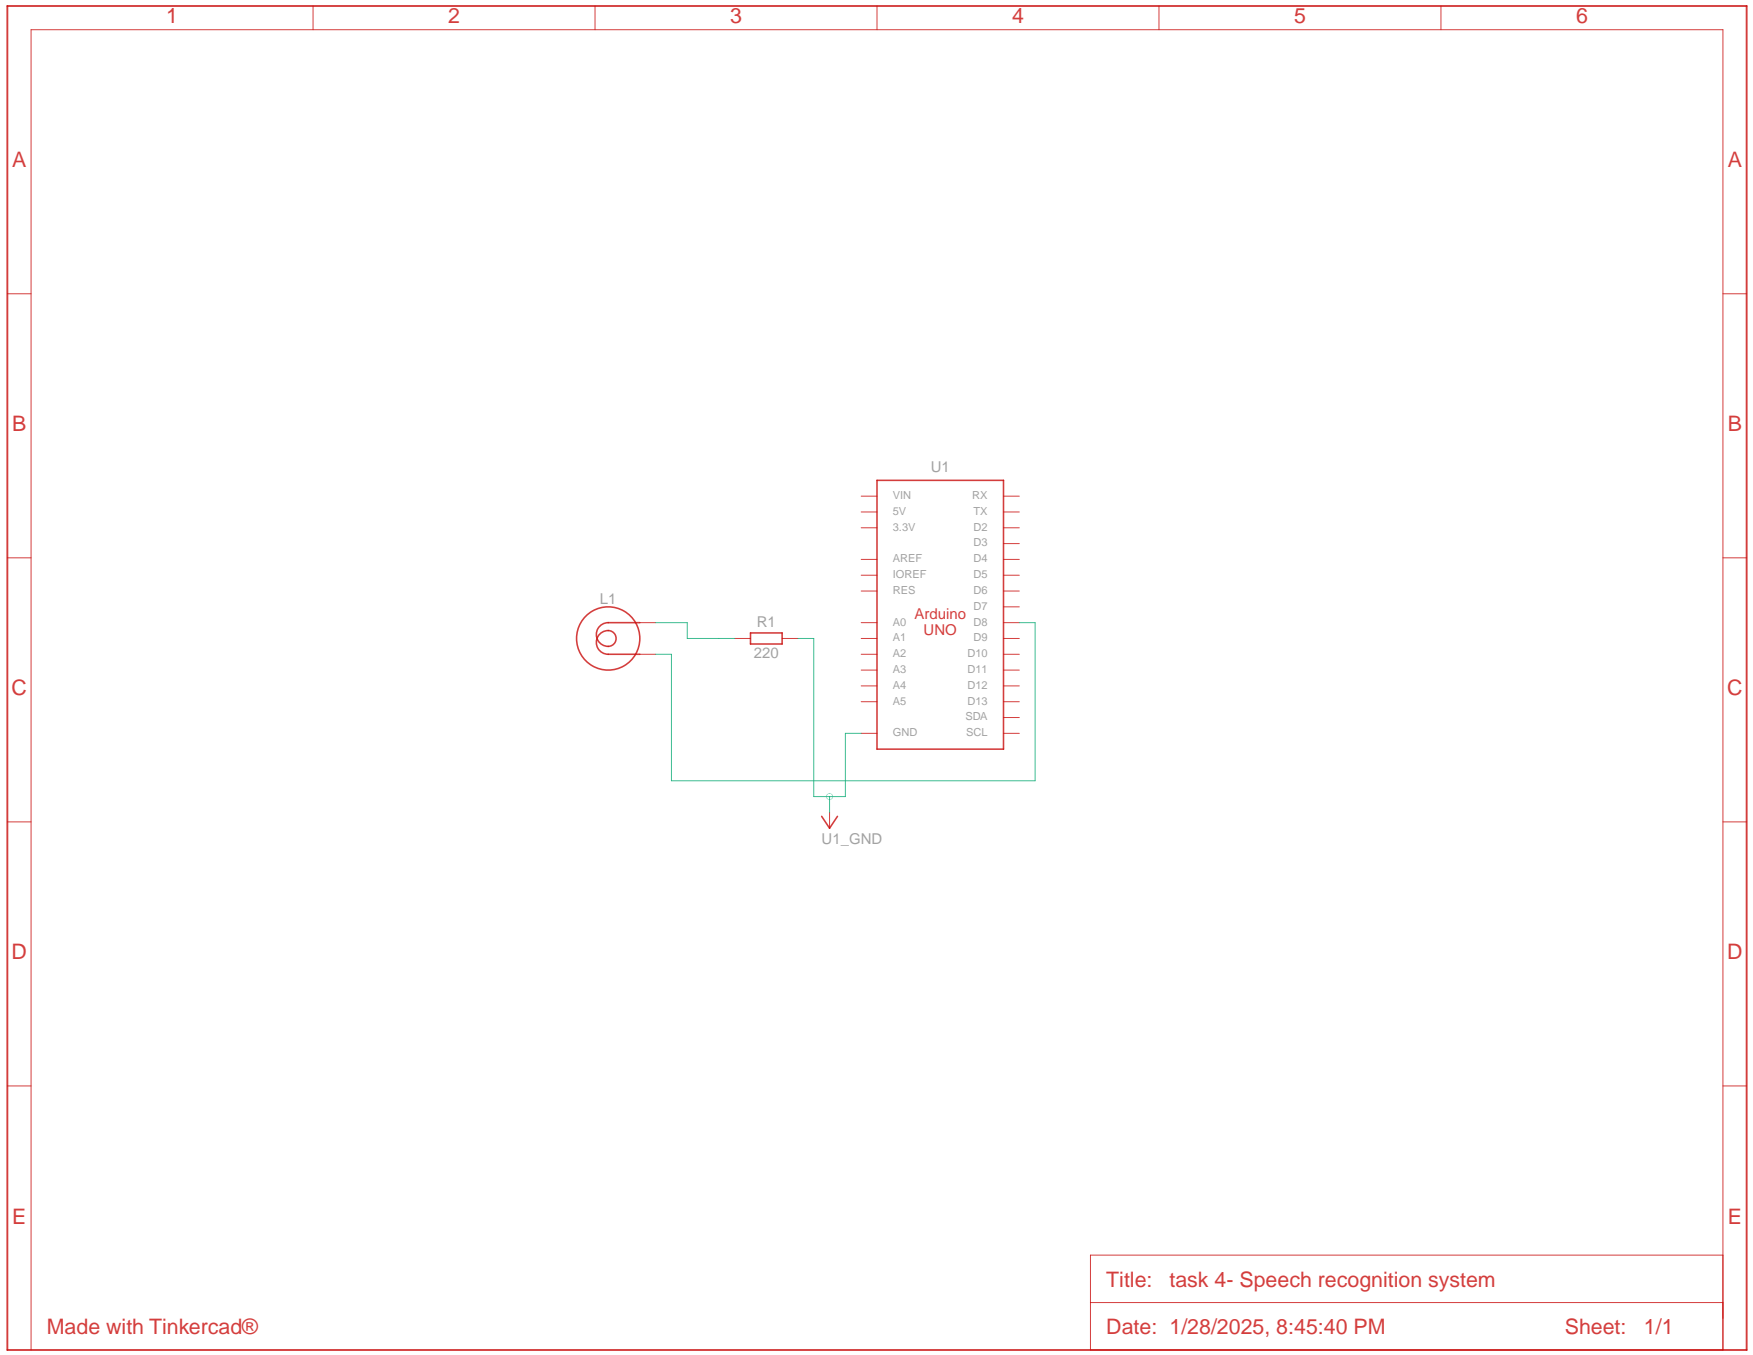 1 2 3 4 5 6
A A
B B
U1
VIN RX
5V TX
3.3V D2
D3
AREF D4
IOREF D5
RES D6
D7
L1
Arduino
UNO
R1
220
A0 D8
A1 D9
A2 D10
A3 D11
A4 D12
A5 D13
SDA
GND SCL
C C
U1_GND
D D
E E
Title: task 4- Speech recognition system
Made with Tinkercad®
Date: 1/28/2025, 8:45:40 PM Sheet: 1/1